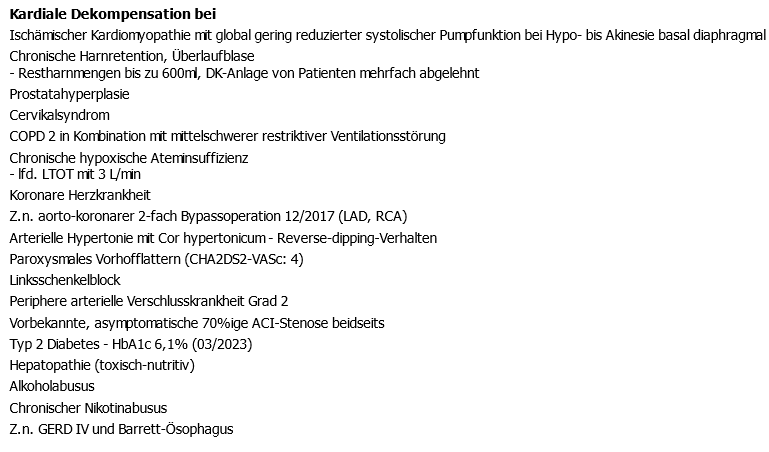 Kardiale Dekompensation bei
Ischämischer Kardiomyopathie mit global gering reduzierter systolischer Pumpfunktion bei Hypo- bis Akinesie basal diaphragmal
Chronische Harnretention, Überlaufblase
- Restharnmengen bis zu 600ml, DK-Anlage von Patienten mehrfach abgelehnt
Prostatahyperplasie
Cervikalsyndrom
COPD 2 in Kombination mit mittelschwerer restriktiver Ventilationsstörung
Chronische hypoxische Ateminsuffizienz
- lfd. LTOT mit 3 L/min
Koronare Herzkrankheit
Z.n. aorto-koronarer 2-fach Bypassoperation 12/2017 (LAD, RCA)
Arterielle Hypertonie mit Cor hypertonicum - Reverse-dipping-Verhalten
Paroxysmales Vorhofflattern (CHA2DS2-VASc: 4)
Linksschenkelblock
Periphere arterielle Verschlusskrankheit Grad 2
Vorbekannte, asymptomatische 70%ige ACI-Stenose beidseits
Typ 2 Diabetes - HbA1c 6,1% (03/2023)
Hepatopathie (toxisch-nutritiv)
Alkoholabusus
Chronischer Nikotinabusus
Z.n. GERD IV und Barrett-Ösophagus